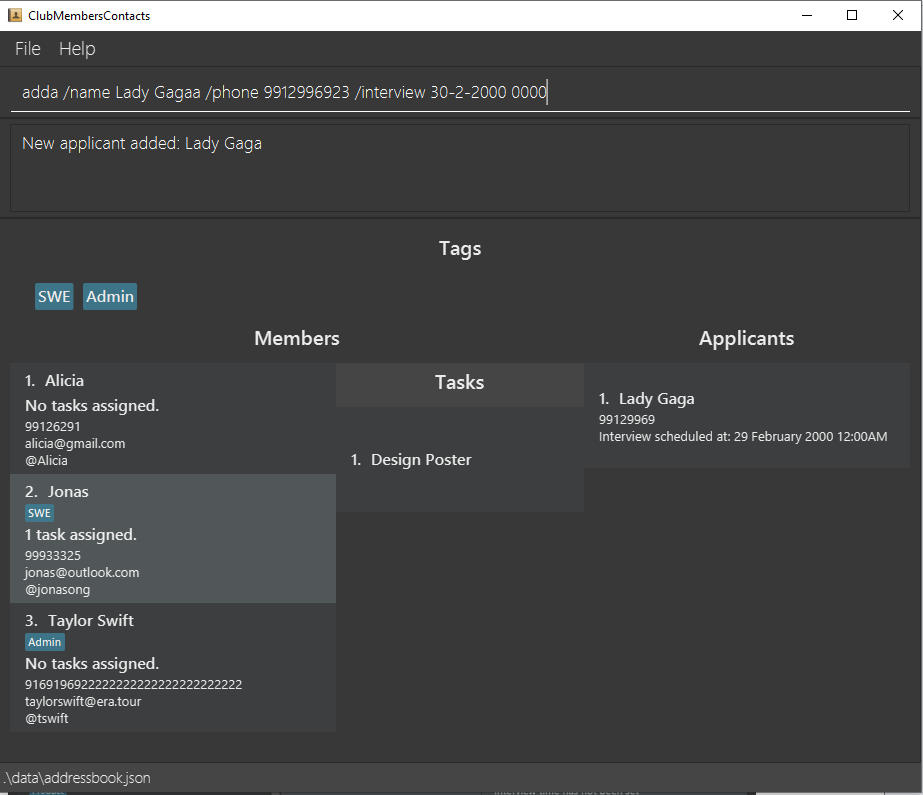 ClubMembersContacts
File Help
adda /name Lady Gagaa /phone 9912996923 /interview 30-2-2000 0000
New applicant added: Lady Gaga
Tags
SWE Admin
Members
Applicants
1. Alicia
No tasks assigned.
99126291
alicia@gmail.com
@Alicia
2. Jonas
SWE
1 task assigned.
99933325
jonas@outlook.com
@jonasong
3. Taylor Swift
Admin
No tasks assigned.
916919692222222222222222222222
taylorswift@era.tour
@tswift
Tasks
1. Design Poster
1. Lady Gaga
99129969
Interview scheduled at: 29 February 2000 12:00AM
.\data\addressbook.json